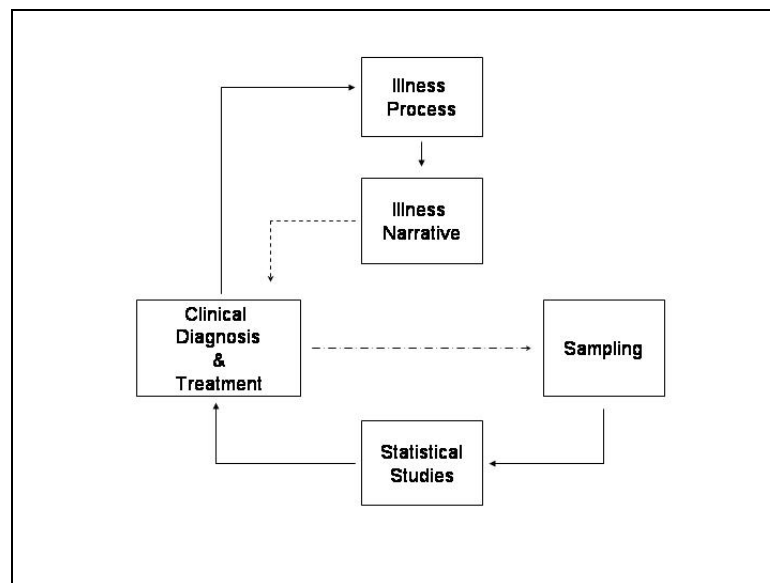 Illness
Process
Illness
Narrative
Clinical
Diagnosis
&
Treatment
Sampling
Statistical
Studies